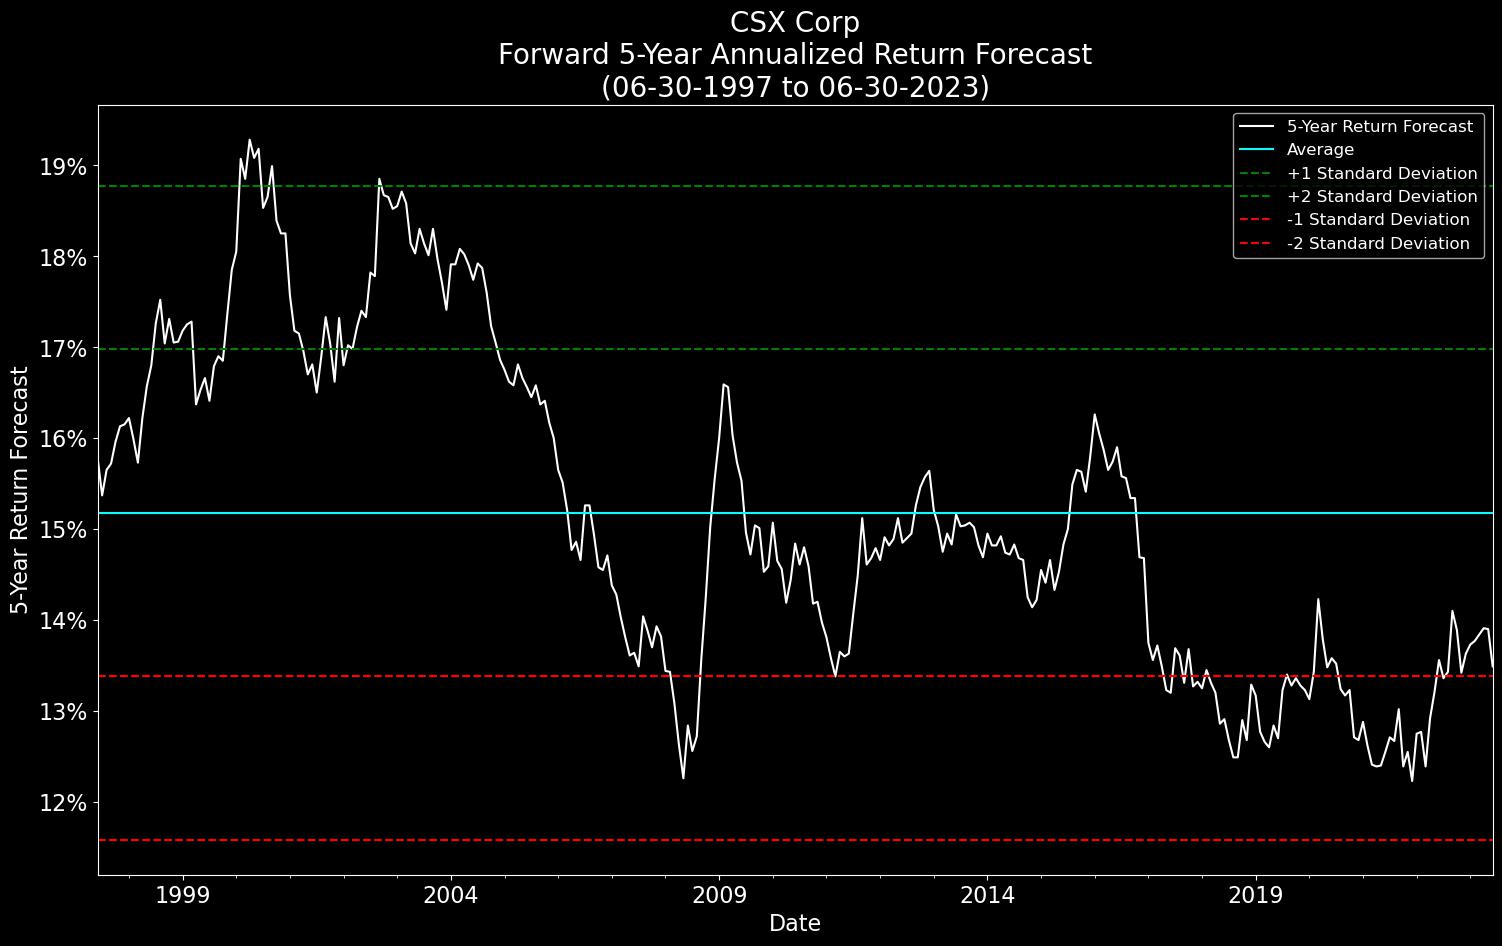 CSX Corp
Forward 5-Year Annualized Return Forecast
(06-30-1997 to 06-30-2023)
5-Year Return Forecast
Average
+1 Standard Deviation
+2 Standard Deviation
-1 Standard Deviation
-2 Standard Deviation
19%
18%
17%
16%
15%
14%
13%
12%
5-Year Return Forecast
1999
2004
2009
2014
2019
Date